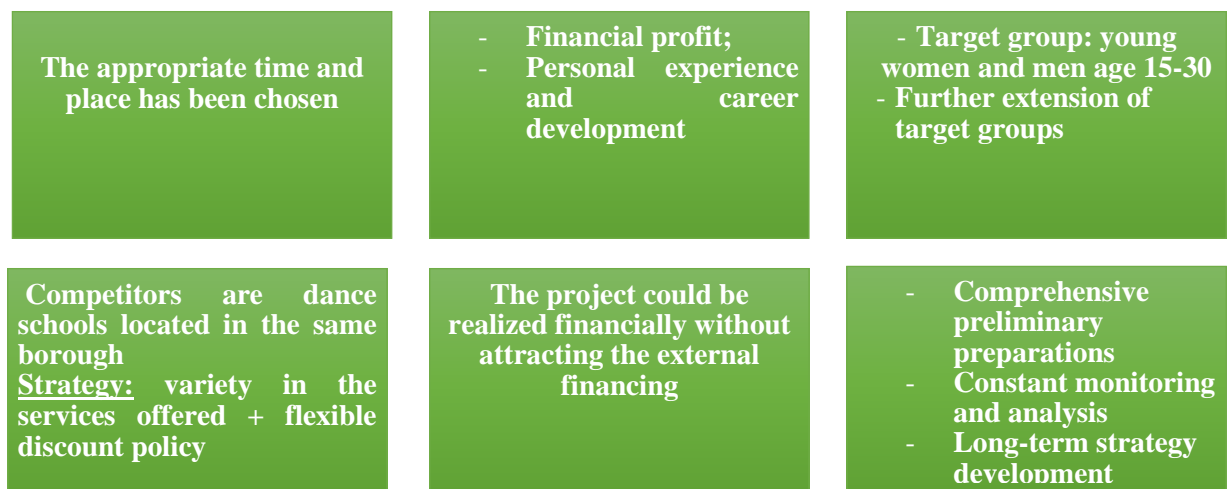 The appropriate time and
place has been chosen
- Financial profit;
- Personal experience
and career
development
- Target group: young
women and men age 15-30
- Further extension of
target groups
Competitors are dance
schools located in the same
borough
Strategy: variety in the
services offered + flexible
discount policy
The project could be
realized financially without
attracting the external
financing
- Comprehensive
preliminary
preparations
- Constant monitoring
and analysis
- Long-term strategy
development